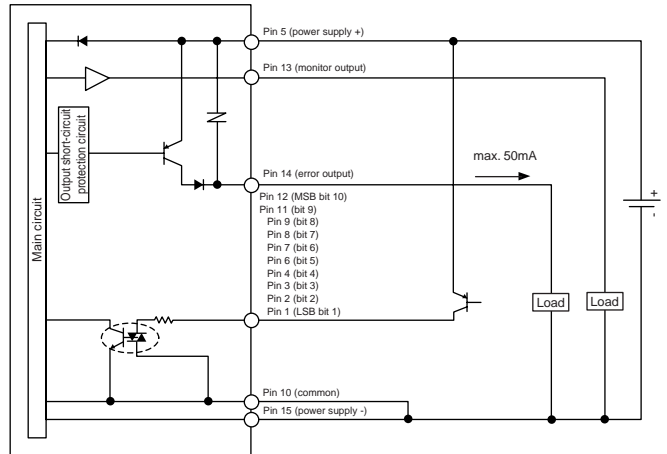 Pin 5 (power supply +)
Pin 13 (monitor output)
Output short-circuit
protection circuit
Main circuit
Pin 14 (error output)
max. 50mA
Pin 12 (MSB bit 10)
Pin 11 (bit 9)
Pin 9 (bit 8)
Pin 8 (bit 7)
Pin 7 (bit 6)
Pin 6 (bit 5)
Pin 4 (bit 4)
Pin 3 (bit 3)
Pin 2 (bit 2)
Pin 1 (LSB bit 1)
Load
Load
+
-
Pin 10 (common)
Pin 15 (power supply -)